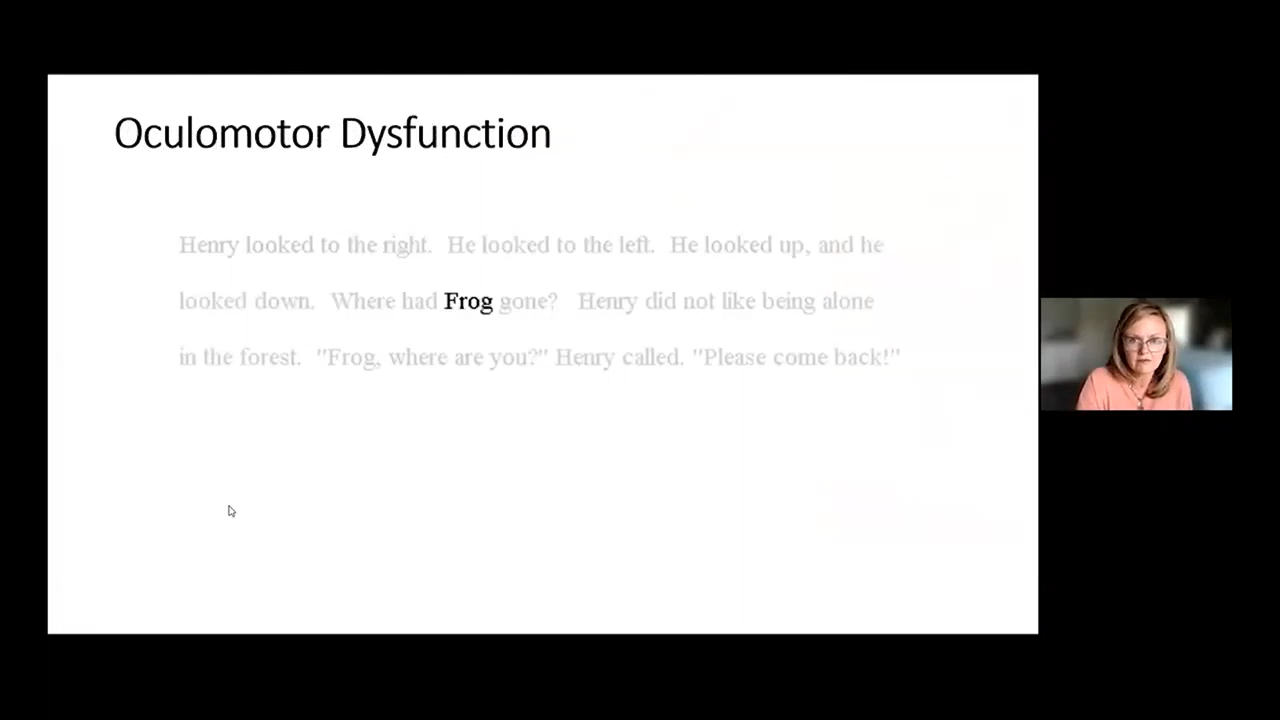 Oculomotor Dysfunction
Henry looked to the right. He looked to the left. He looked up, and he
looked down. Where had Frog gone? Henry did not like being alone
in the forest. "Frog, where are you?" Henry called. "Please come back!"